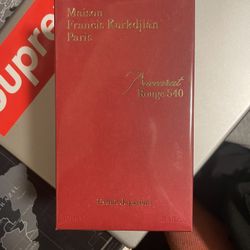 Supre
Maison
Francis Kurkdjian
Paris
Baccarat
Rouge 540